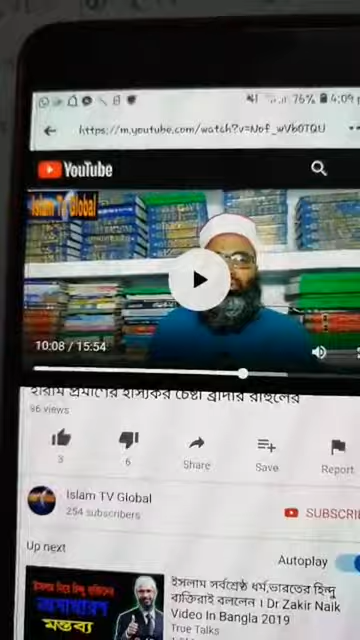 76% 4:09
https://m.youtube.com/watch?v=Nof_wVb0TQU
YouTube
Islam TV Global
10:08 / 15:54
হারাম প্রমাণের হাস্যকর চেষ্টা ব্রাদার রাহুলের
96 views
3
6
Share
Save
Report
Islam TV Global
254 subscribers
SUBSCRI
Up next
Autoplay
ইসলাম সর্বশ্রেষ্ঠ ধর্ম,ভারতের হিন্দু
ব্যক্তিরাই বললেন । Dr Zakir Naik
Video In Bangla 2019
True Talks
অসাধারণ
মন্তব্য